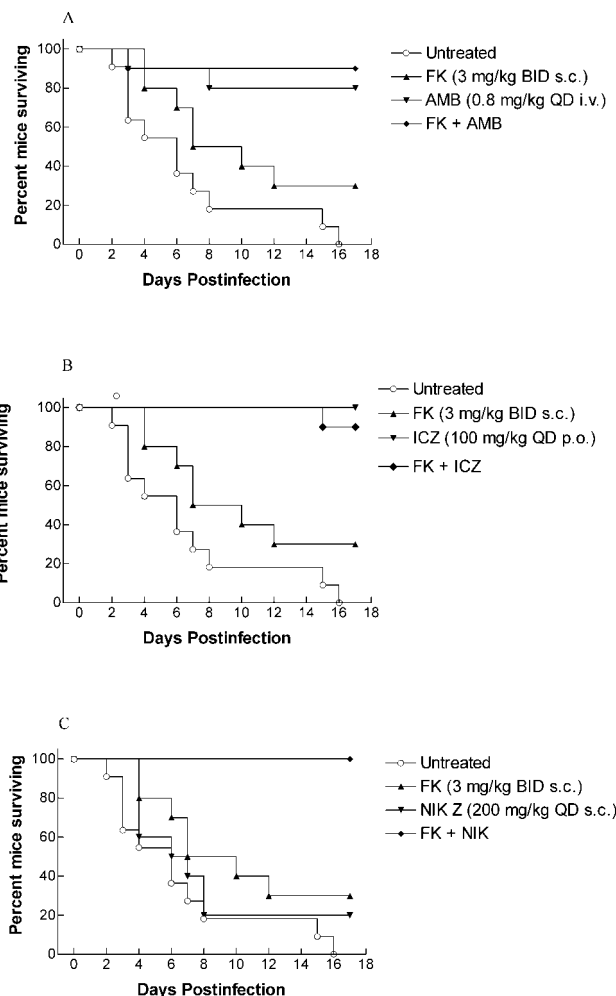 A
Percent mice surviving
100
80
60
40
20
0
0 2 4 6 8 10 12 14 16 18
Days Postinfection
Untreated
FK (3 mg/kg BID s.c.)
AMB (0.8 mg/kg QD i.v.)
FK + AMB
B
Percent mice surviving
100
80
60
40
20
0
0 2 4 6 8 10 12 14 16 18
Days Postinfection
Untreated
FK (3 mg/kg BID s.c.)
ICZ (100 mg/kg QD p.o.)
FK + ICZ
C
Percent mice surviving
100
80
60
40
20
0
0 2 4 6 8 10 12 14 16 18
Days Postinfection
Untreated
FK (3 mg/kg BID s.c.)
NIK Z (200 mg/kg QD s.c.)
FK + NIK